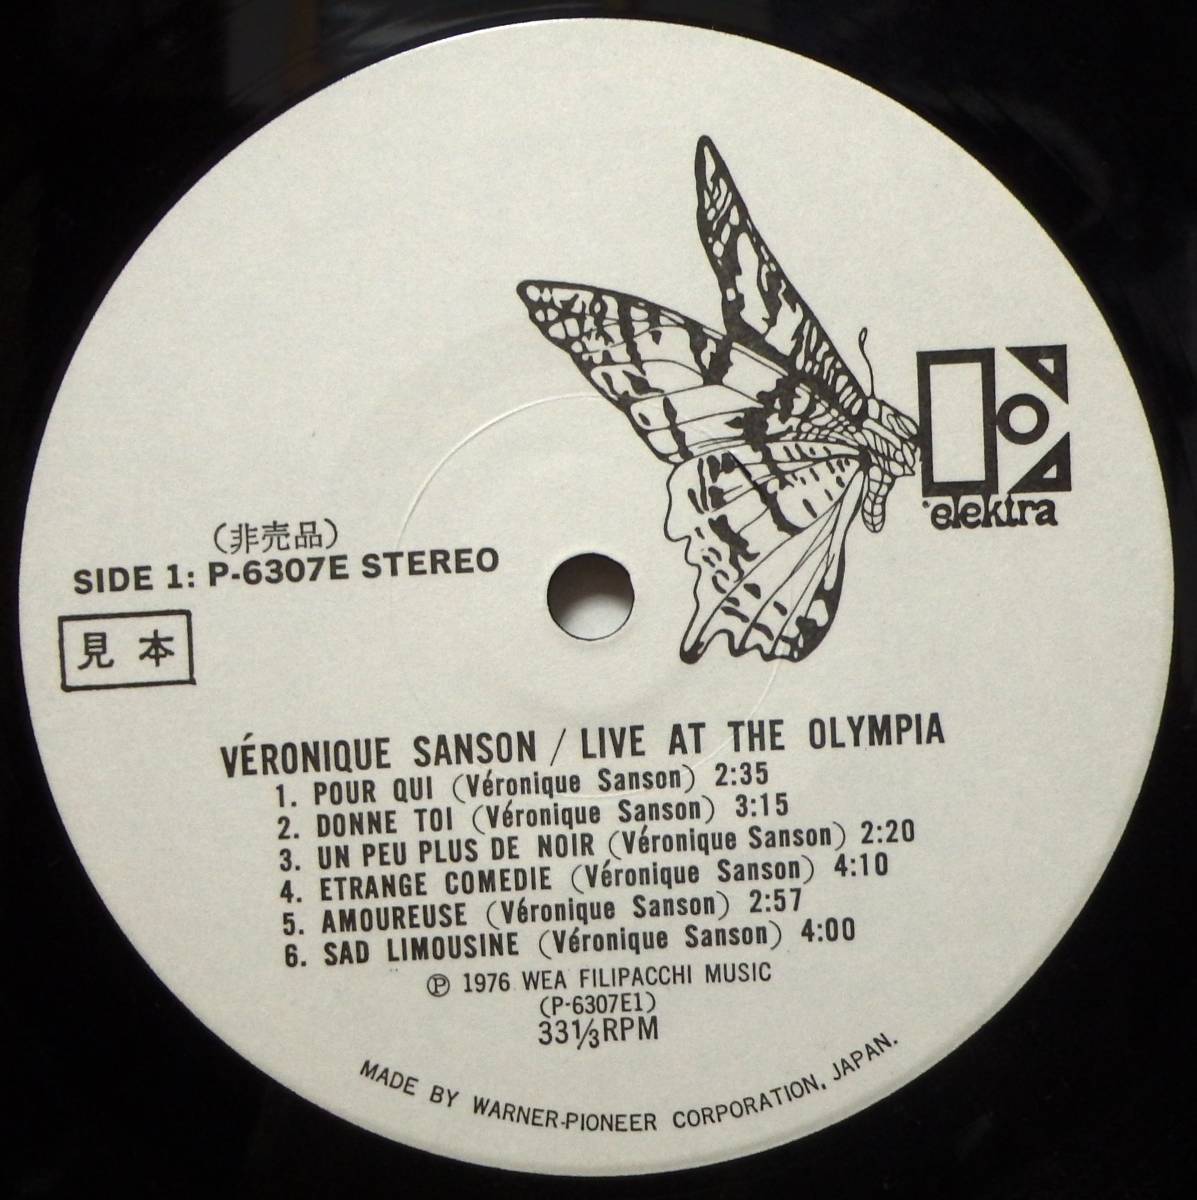 elektra
（非売品）
SIDE 1: P-6307E STEREO
見本
VÉRONIQUE SANSON / LIVE AT THE OLYMPIA
1. POUR QUI (Véronique Sanson) 2:35
2. DONNE TOI (Véronique Sanson) 3:15
3. UN PEU PLUS DE NOIR (Véronique Sanson) 2:20
4. ETRANGE COMEDIE (Véronique Sanson) 4:10
5. AMOUREUSE (Véronique Sanson) 2:57
6. SAD LIMOUSINE (Véronique Sanson) 4:00
℗ 1976 WEA FILIPACCHI MUSIC
(P-6307E1)
33⅓RPM
MADE BY WARNER-PIONEER CORPORATION, JAPAN.